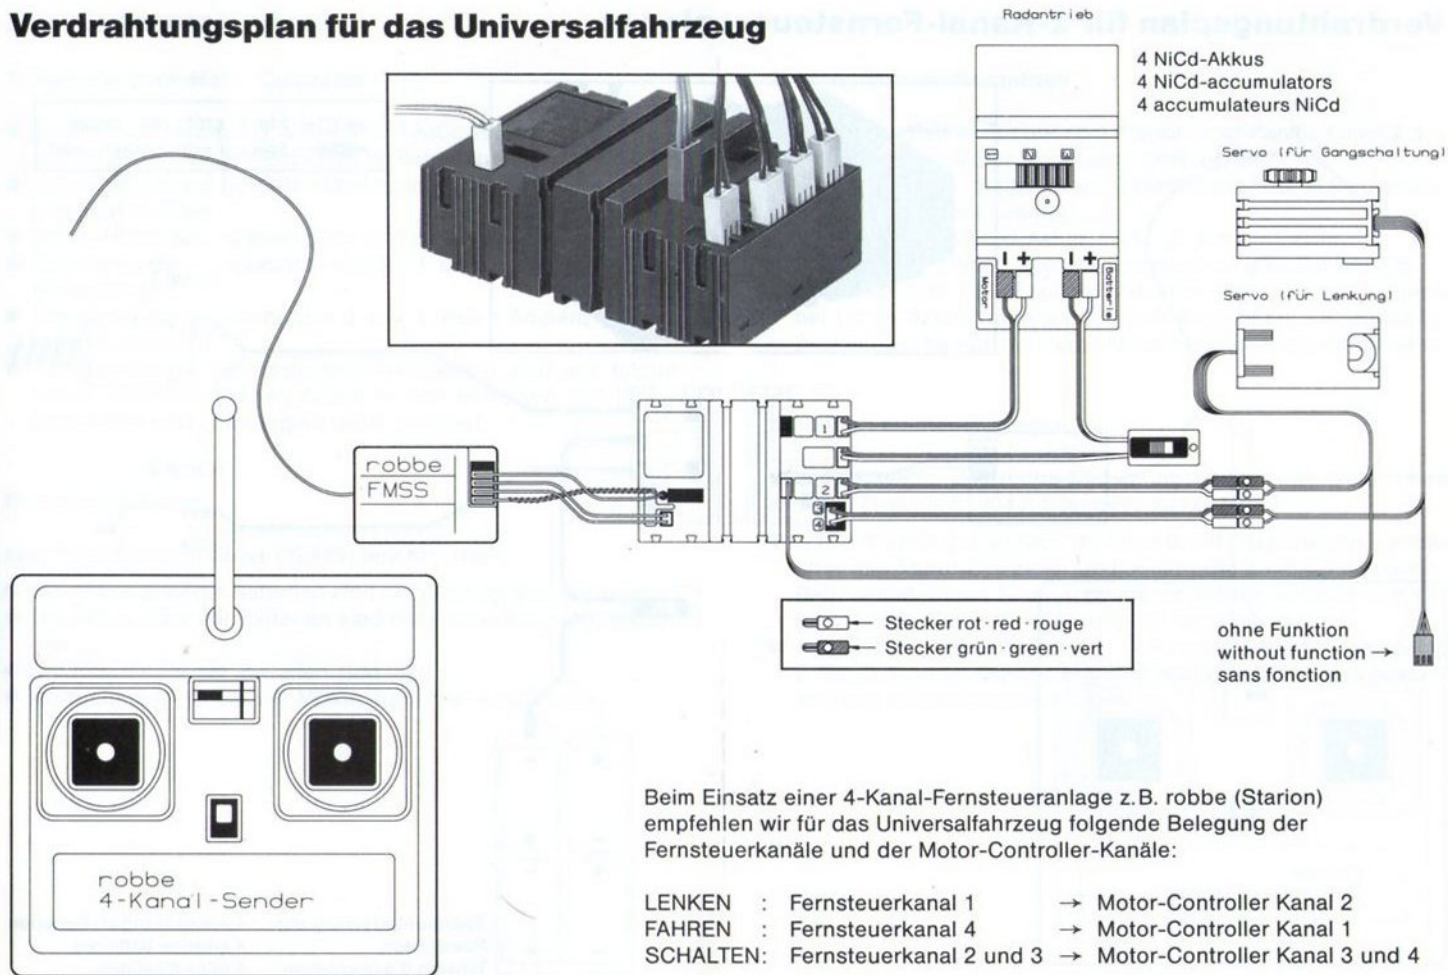 Verdrahtungsplan für das Universalfahrzeug
Radantrieb
4 NiCd-Akkus
4 NiCd-accumulators
4 accumulateurs NiCd
Servo (für Gangschaltung)
- +
- +
Motor
Batterie
Servo (für Lenkung)
1
2
3
4
robbe
FMSS
Stecker rot · red · rouge
Stecker grün · green · vert
ohne Funktion
without function →
sans fonction
robbe
4-Kanal-Sender
Beim Einsatz einer 4-Kanal-Fernsteueranlage z.B. robbe (Starion)
empfehlen wir für das Universalfahrzeug folgende Belegung der
Fernsteuerkanäle und der Motor-Controller-Kanäle:
LENKEN : Fernsteuerkanal 1 → Motor-Controller Kanal 2
FAHREN : Fernsteuerkanal 4 → Motor-Controller Kanal 1
SCHALTEN: Fernsteuerkanal 2 und 3 → Motor-Controller Kanal 3 und 4